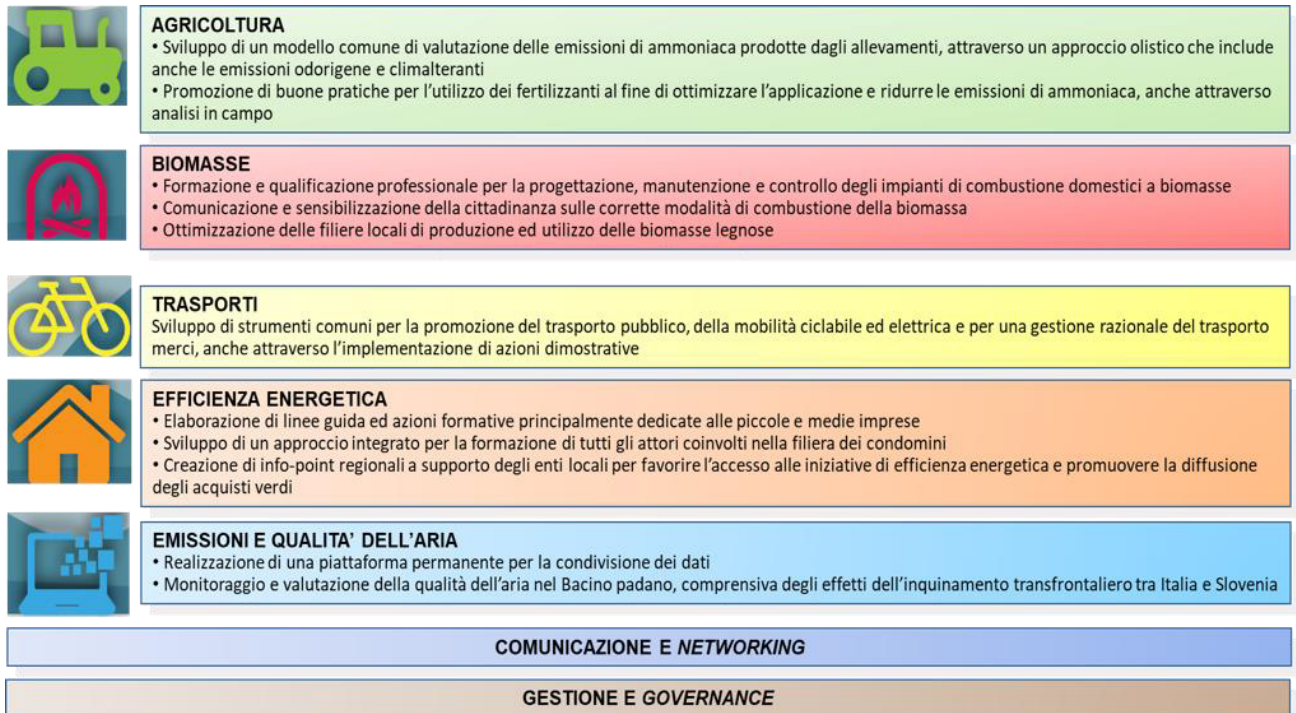 AGRICOLTURA
• Sviluppo di un modello comune di valutazione delle emissioni di ammoniaca prodotte dagli allevamenti, attraverso un approccio olistico che include
anche le emissioni odorigene e climalteranti
• Promozione di buone pratiche per l'utilizzo dei fertilizzanti al fine di ottimizzare l'applicazione e ridurre le emissioni di ammoniaca, anche attraverso
analisi in campo
BIOMASSE
• Formazione e qualificazione professionale per la progettazione, manutenzione e controllo degli impianti di combustione domestici a biomasse
• Comunicazione e sensibilizzazione della cittadinanza sulle corrette modalità di combustione della biomassa
• Ottimizzazione delle filiere locali di produzione ed utilizzo delle biomasse legnose
TRASPORTI
Sviluppo di strumenti comuni per la promozione del trasporto pubblico, della mobilità ciclabile ed elettrica e per una gestione razionale del trasporto
merci, anche attraverso l'implementazione di azioni dimostrative
EFFICIENZA ENERGETICA
• Elaborazione di linee guida ed azioni formative principalmente dedicate alle piccole e medie imprese
• Sviluppo di un approccio integrato per la formazione di tutti gli attori coinvolti nella filiera dei condomini
• Creazione di info-point regionali a supporto degli enti locali per favorire l'accesso alle iniziative di efficienza energetica e promuovere la diffusione
degli acquisti verdi
EMISSIONI E QUALITA' DELL'ARIA
• Realizzazione di una piattaforma permanente per la condivisione dei dati
• Monitoraggio e valutazione della qualità dell'aria nel Bacino padano, comprensiva degli effetti dell'inquinamento transfrontaliero tra Italia e Slovenia
COMUNICAZIONE E NETWORKING
GESTIONE E GOVERNANCE